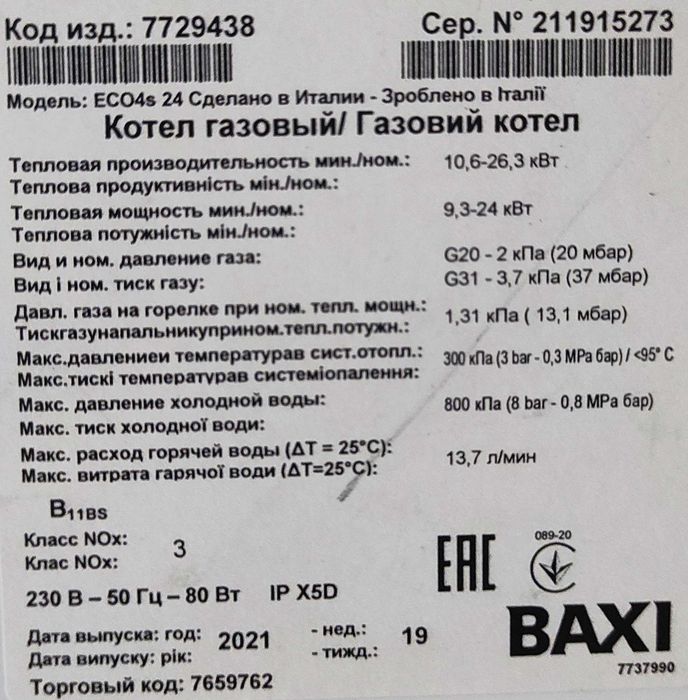 Код изд.: 7729438 Сер. N° 211915273
Модель: ECO4s 24 Сделано в Италии - Зроблено в Італії
Котел газовый/ Газовий котел
Тепловая производительность мин./ном.: 10,6-26,3 кВт
Теплова продуктивність мін./ном.:
Тепловая мощность мин./ном.: 9,3-24 кВт
Теплова потужність мін./ном.:
Вид и ном. давление газа: G20 - 2 кПа (20 мбар)
Вид і ном. тиск газу: G31 - 3,7 кПа (37 мбар)
Давл. газа на горелке при ном. тепл. мощн.: 1,31 кПа ( 13,1 мбар)
Тискгазунапальникуприном.тепл.потужн.:
Макс.давлениеи температурав сист.отопл.: 300 кПа (3 bar - 0,3 MPa бар) / <95° C
Макс.тискі температурав системіопалення:
Макс. давление холодной воды: 800 кПа (8 bar - 0,8 MPa бар)
Макс. тиск холодної води:
Макс. расход горячей воды (ΔT = 25°C): 13,7 л/мин
Макс. витрата гарячої води (ΔT=25°C):
B11BS
Класс NOx: 3
Клас NOx:
EAC 089-20
230 В – 50 Гц – 80 Вт IP X5D
Дата выпуска: год: 2021 - нед.: 19
Дата випуску: рік: - тижд.:
BAXI
7737990
Торговый код: 7659762